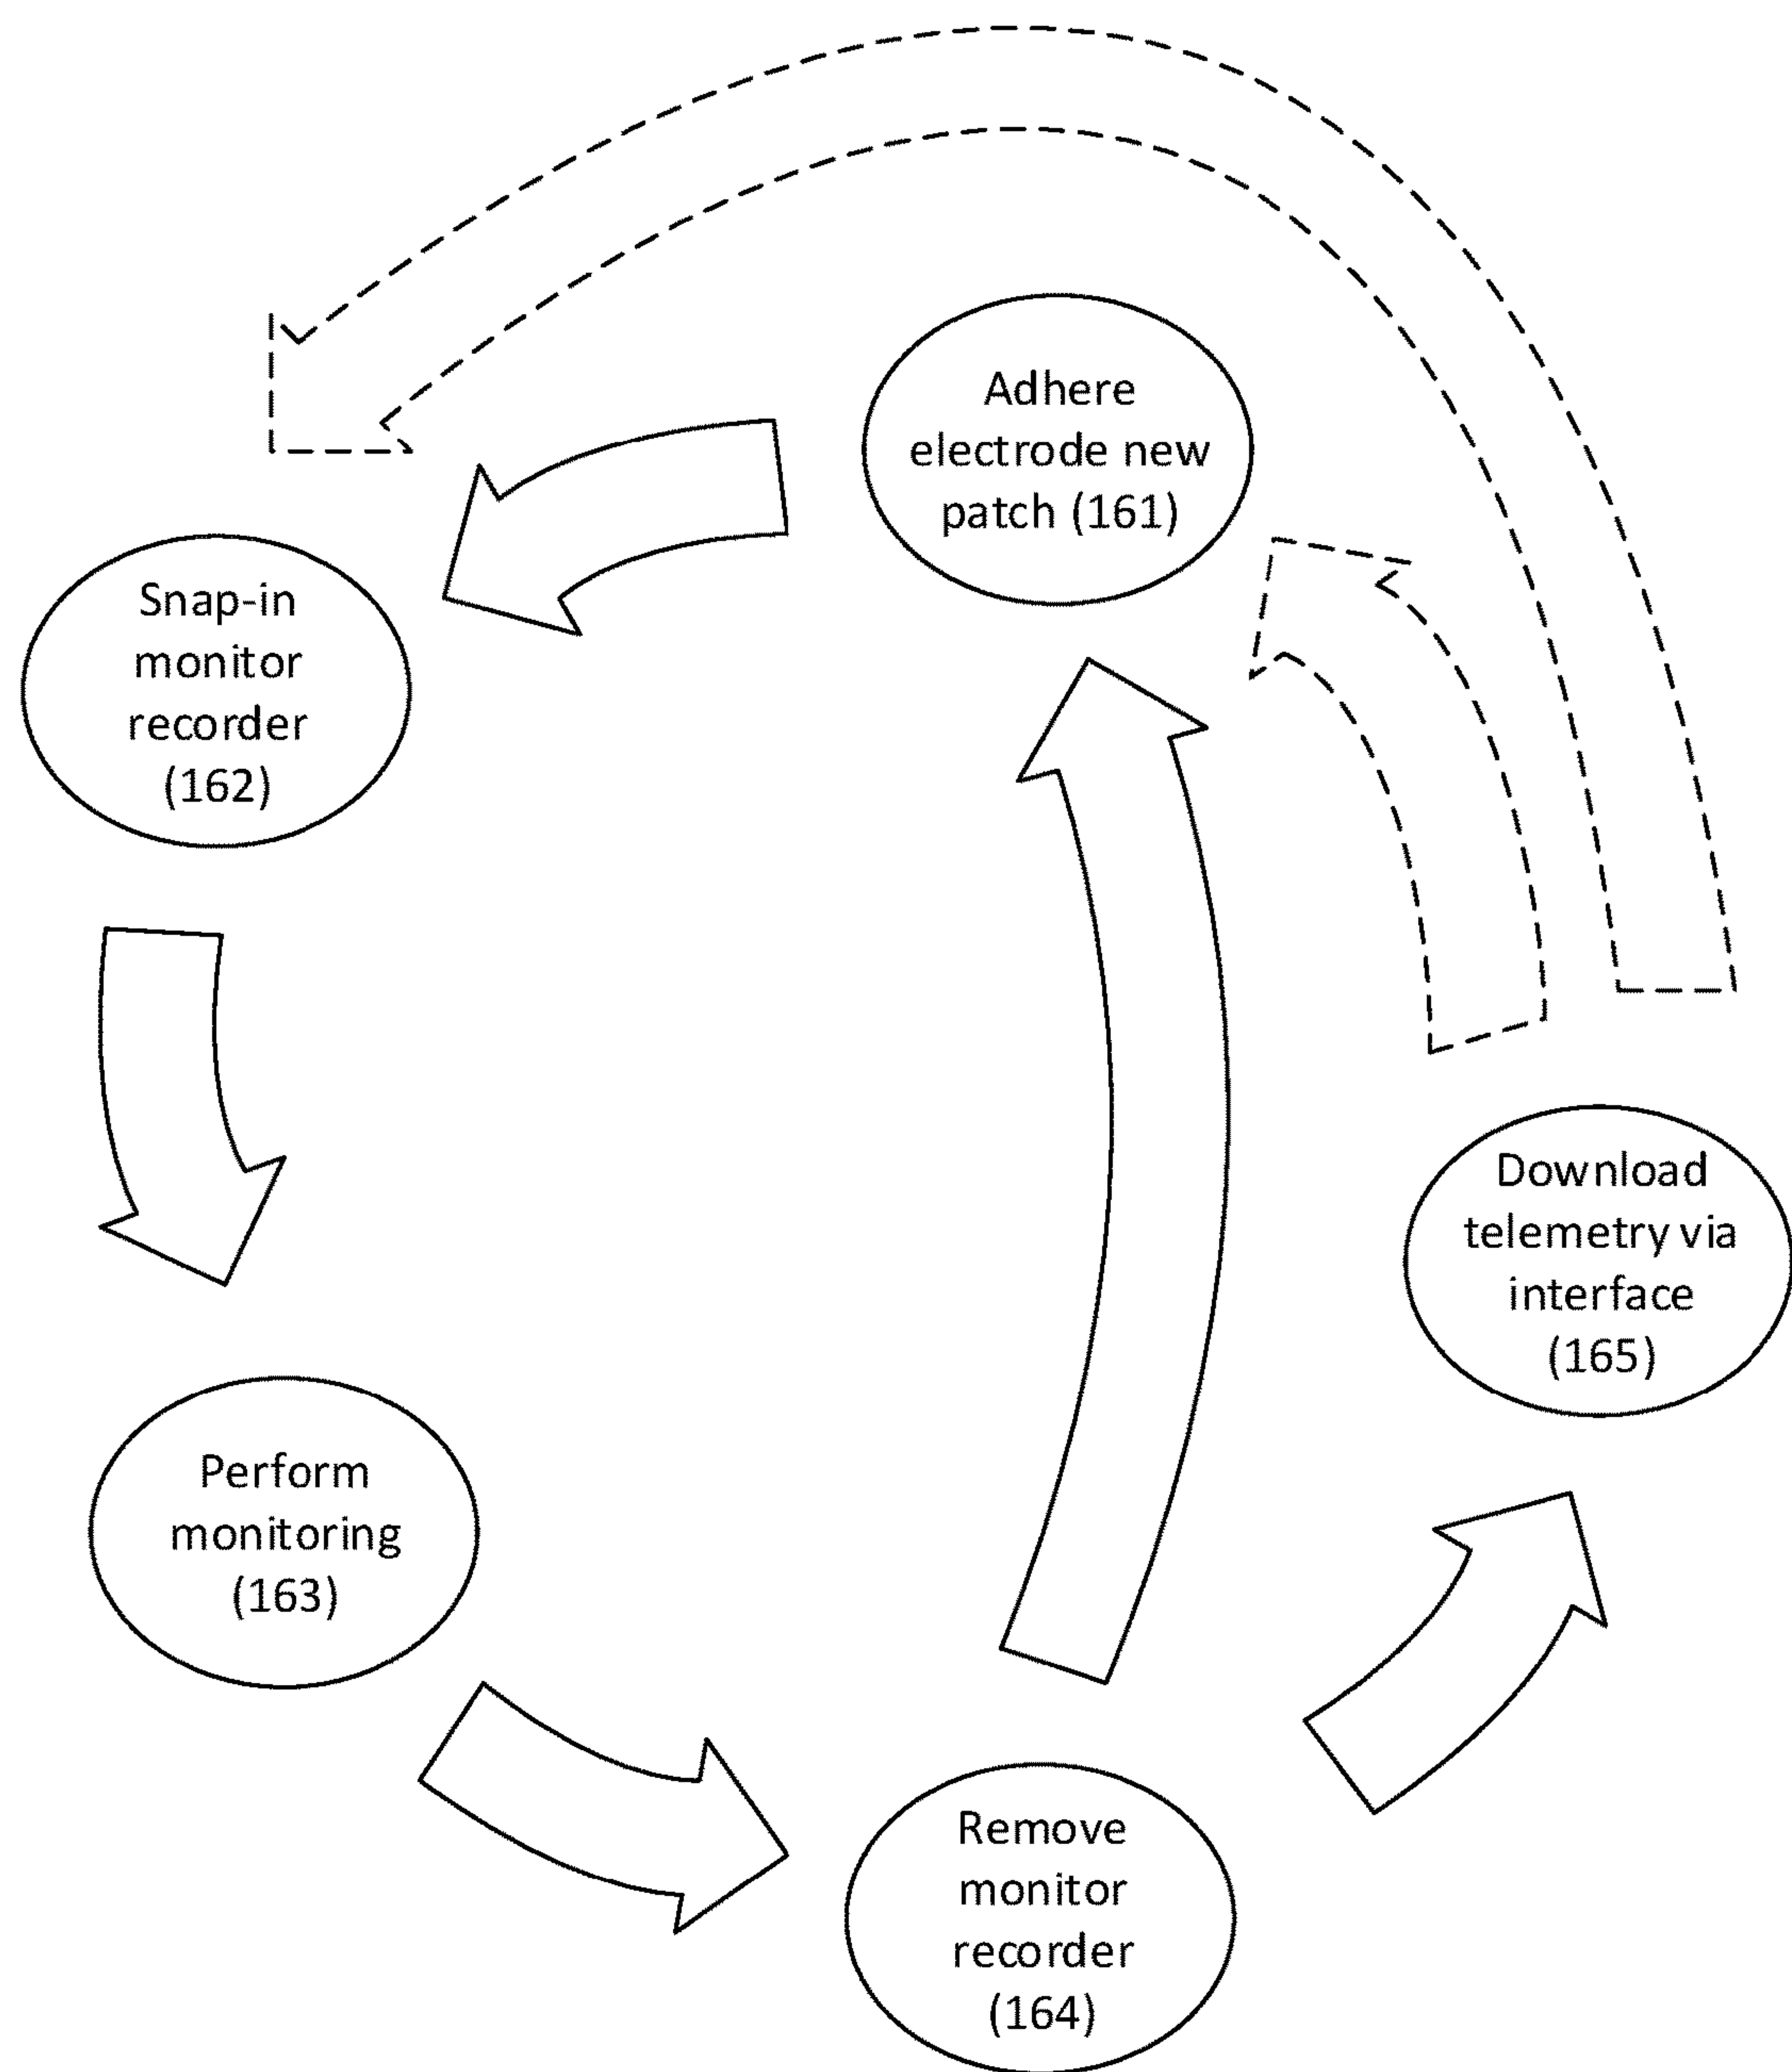 Adhere
electrode new
patch (161)
Snap-in
monitor
recorder
(162)
Download
telemetry via
interface
(165)
Perform
monitoring
(163)
Remove
monitor
recorder
(164)